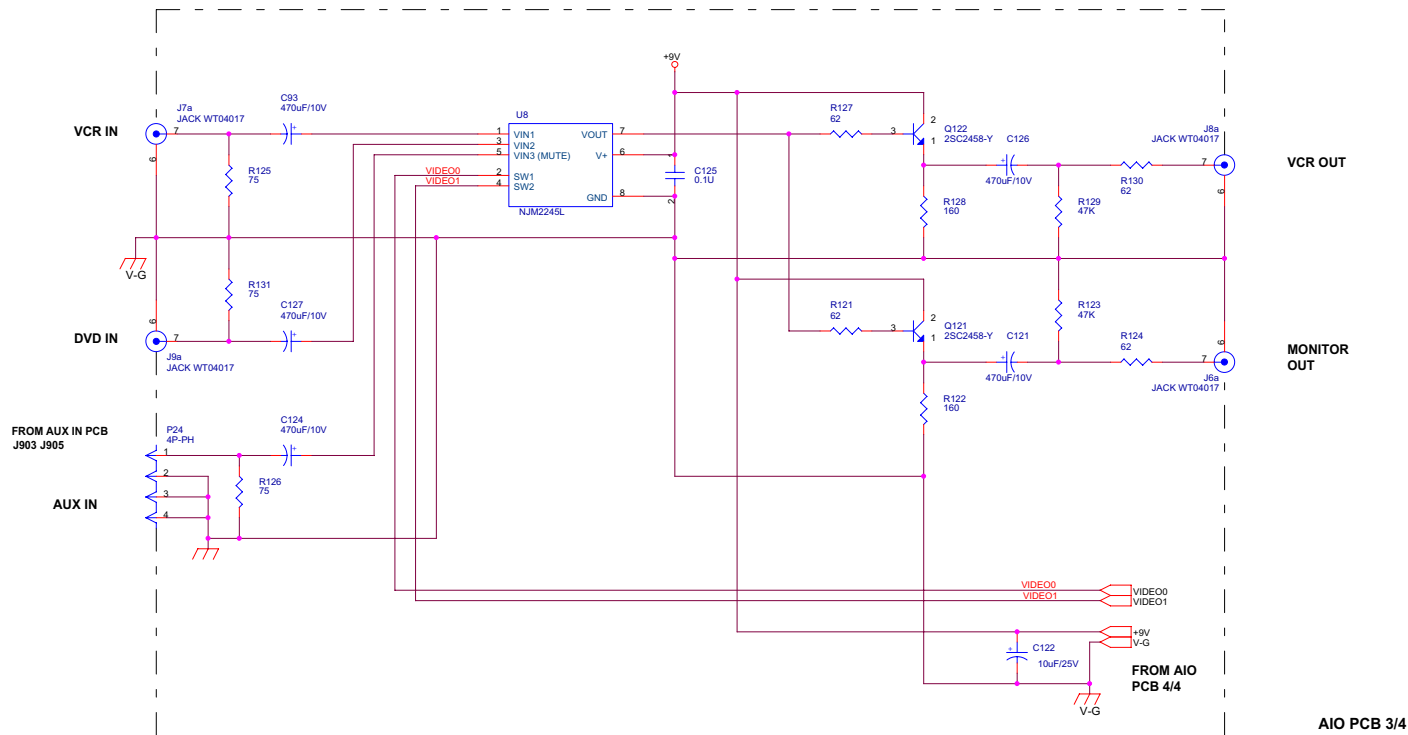 +9V
J7a
JACK WT04017
C93
470uF/10V
VCR IN
7
6
R125
75
U8
1
VIN1
3
VIN2
5
VIN3 (MUTE)
2
SW1
4
SW2
VOUT
7
V+
6
GND
8
NJM2245L
VIDEO0
VIDEO1
1
C125
0.1U
2
R127
62
3
2
1
Q122
2SC2458-Y
C126
470uF/10V
J8a
JACK WT04017
7
6
VCR OUT
R130
62
R128
160
R129
47K
V-G
R131
75
C127
470uF/10V
6
DVD IN
7
J9a
JACK WT04017
R121
62
3
2
1
Q121
2SC2458-Y
C121
470uF/10V
R123
47K
R124
62
6
7
J6a
JACK WT04017
MONITOR
OUT
R122
160
FROM AUX IN PCB
J903 J905
P24
4P-PH
1
2
3
4
C124
470uF/10V
R126
75
AUX IN
VIDEO0
VIDEO0
VIDEO1
VIDEO1
+9V
V-G
C122
10uF/25V
FROM AIO
PCB 4/4
V-G
AIO PCB 3/4